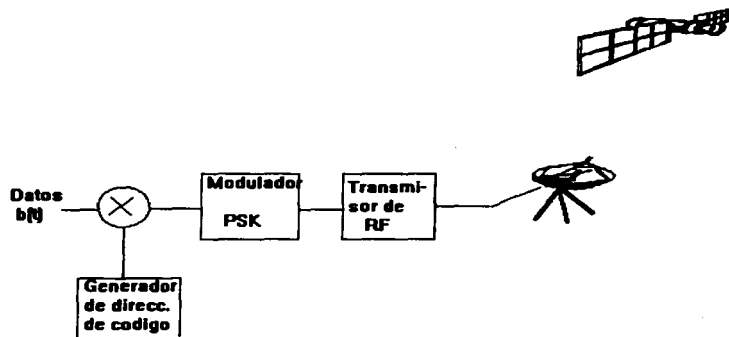 Datos
b(t)
Modulador
PSK
Transmi-
sor de
RF
Generador
de direcc.
de codigo